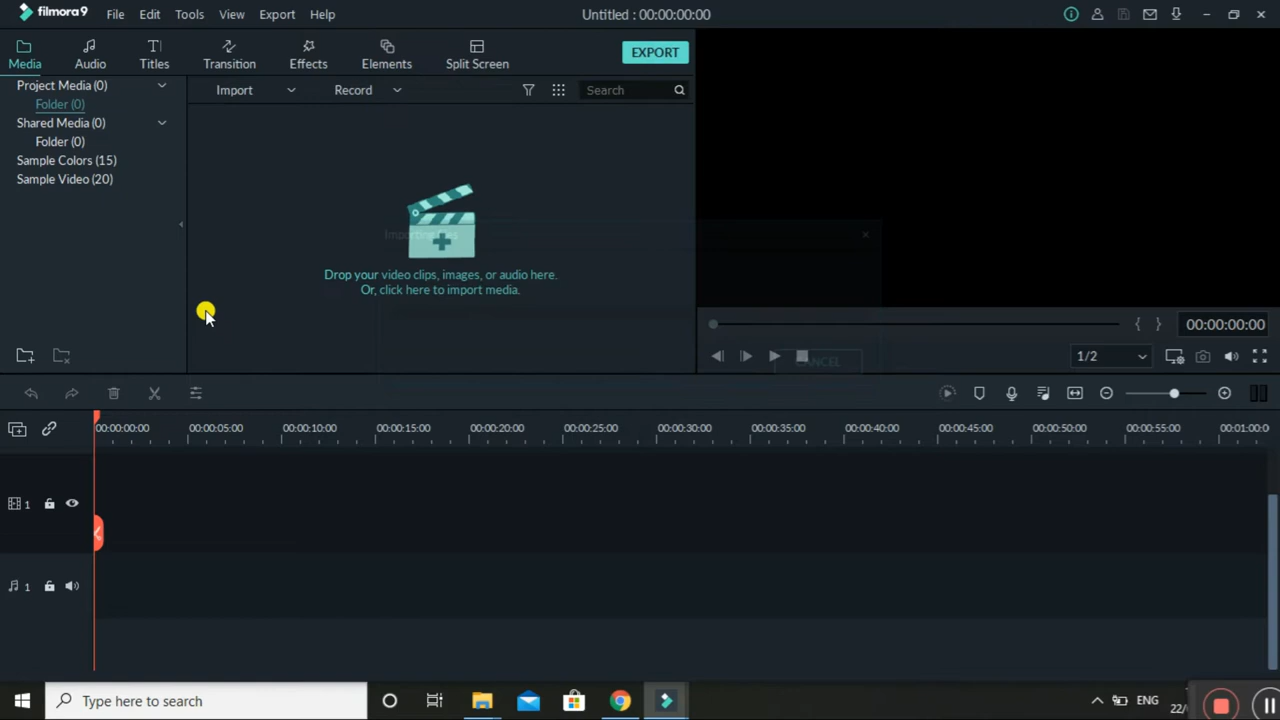 filmora9 File Edit Tools View Export Help Untitled : 00:00:00:00
Media Audio Titles Transition Effects Elements Split Screen EXPORT
Project Media (0)
Folder (0)
Shared Media (0)
Folder (0)
Sample Colors (15)
Sample Video (20)
Import Record Search
Importing files
Drop your video clips, images, or audio here.
Or, click here to import media.
CANCEL
00:00:00:00
1/2
00:00:00:00 00:00:05:00 00:00:10:00 00:00:15:00 00:00:20:00 00:00:25:00 00:00:30:00 00:00:35:00 00:00:40:00 00:00:45:00 00:00:50:00 00:00:55:00 00:01:00:0
1
1
Type here to search
ENG
22/